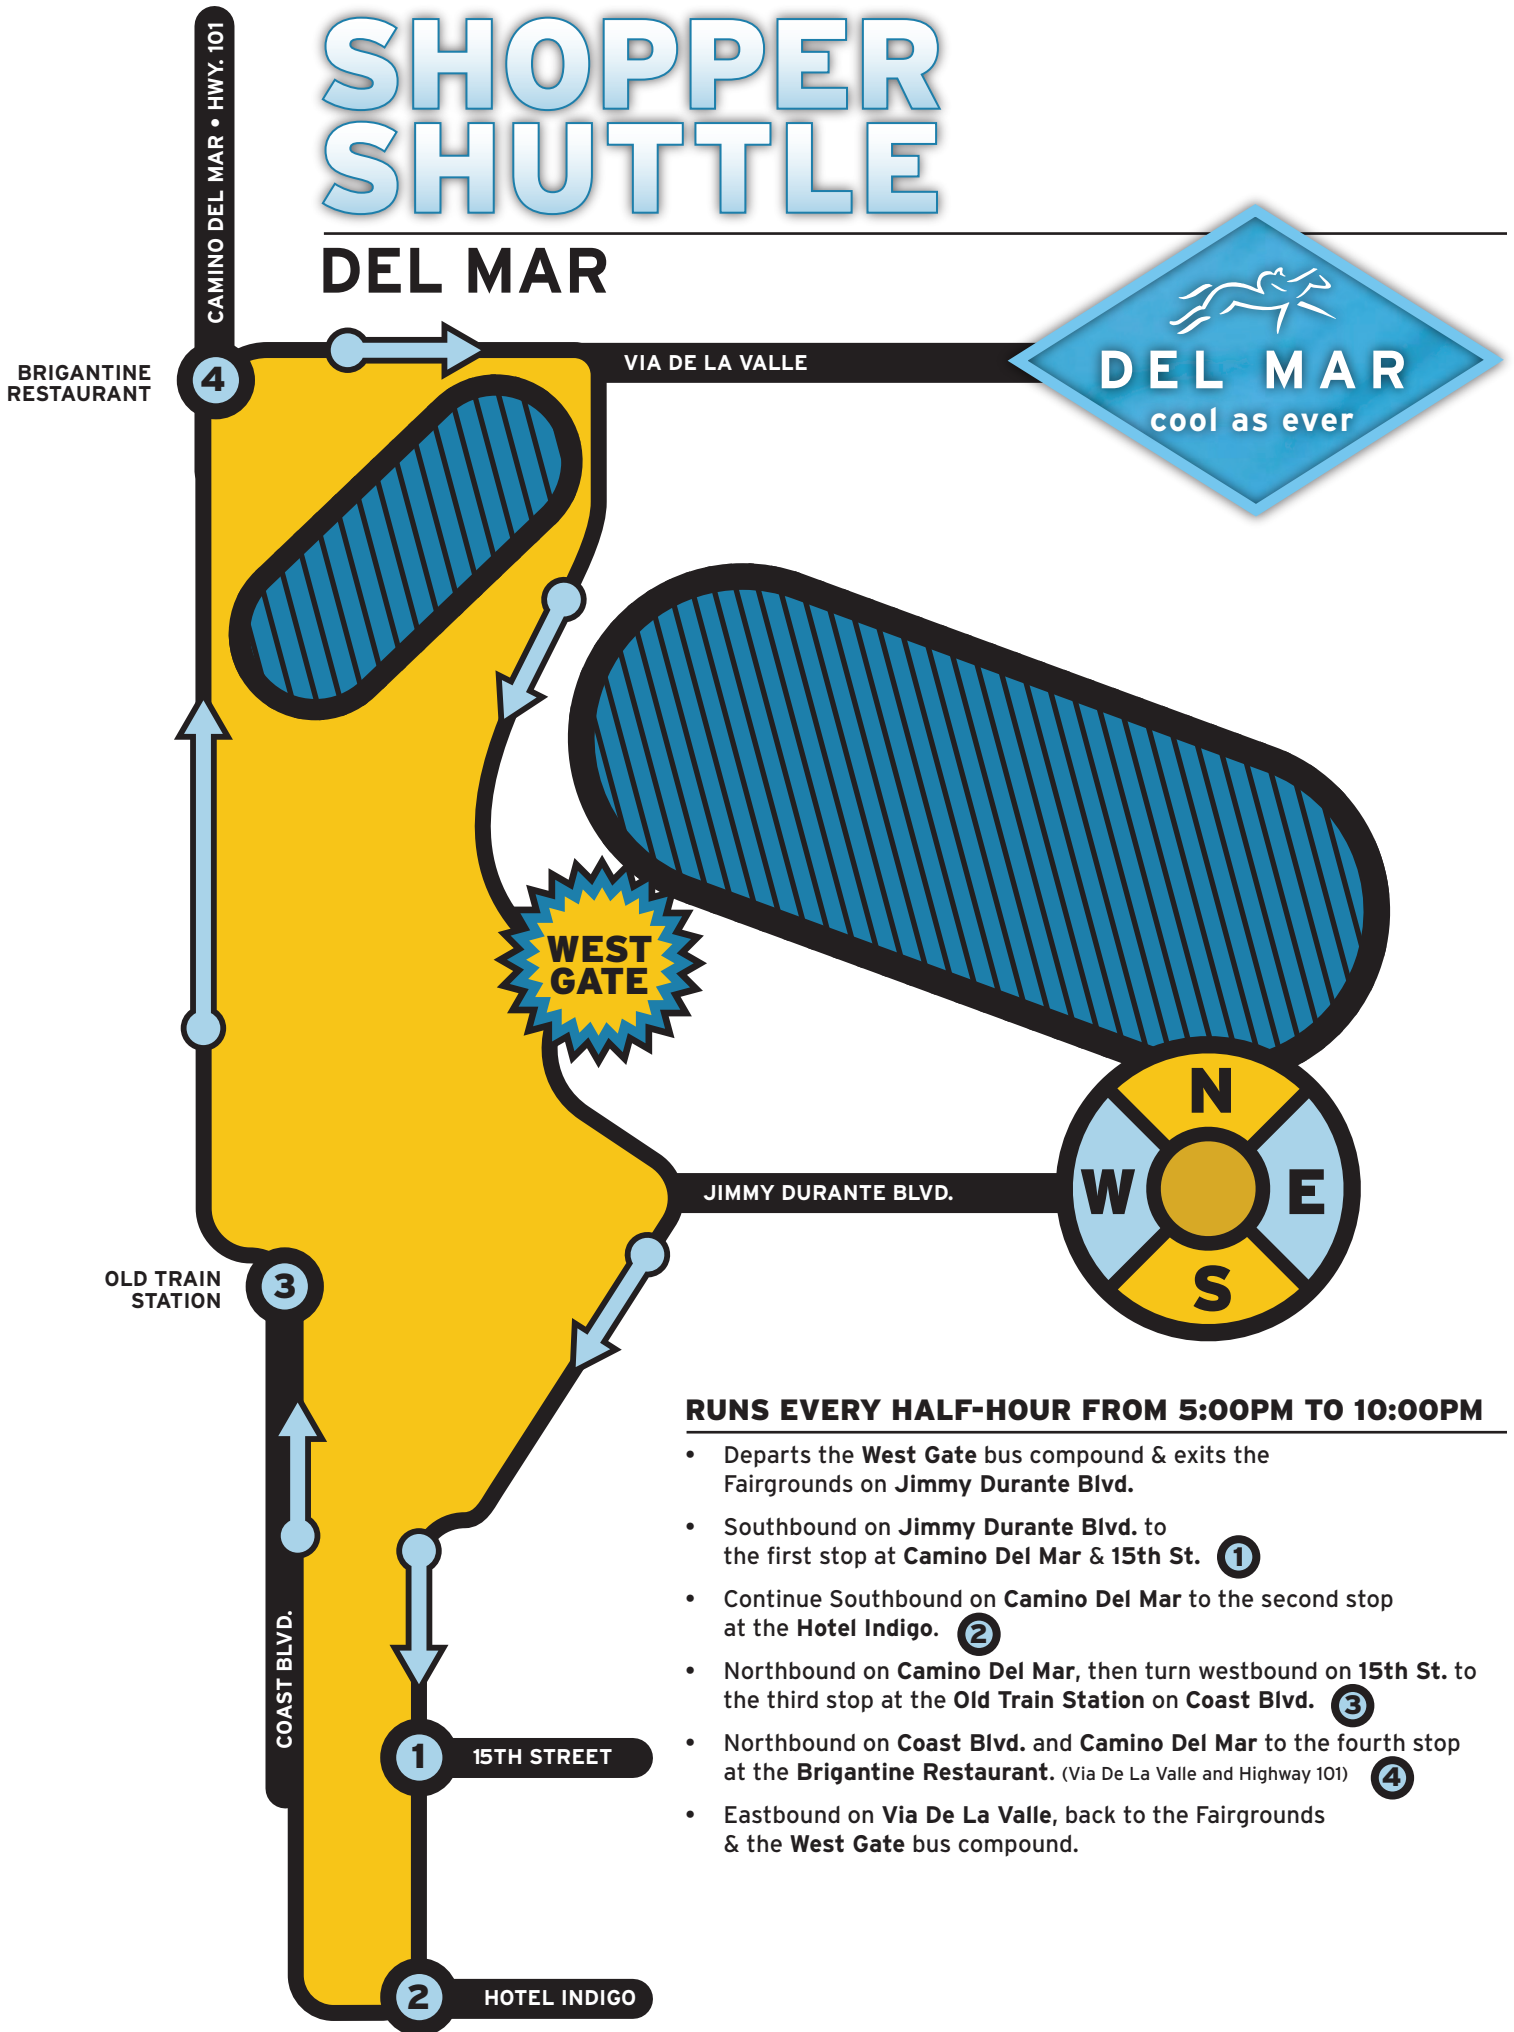 SHOPPER
SHUTTLE
DEL MAR
CAMINO DEL MAR • HWY. 101
DEL MAR
cool as ever
VIA DE LA VALLE
BRIGANTINE
RESTAURANT
4
WEST
GATE
JIMMY DURANTE BLVD.
N
W
E
S
OLD TRAIN
STATION
3
COAST BLVD.
1
15TH STREET
2
HOTEL INDIGO
RUNS EVERY HALF-HOUR FROM 5:00PM TO 10:00PM
• Departs the West Gate bus compound & exits the
Fairgrounds on Jimmy Durante Blvd.
• Southbound on Jimmy Durante Blvd. to
the first stop at Camino Del Mar & 15th St. 1
• Continue Southbound on Camino Del Mar to the second stop
at the Hotel Indigo. 2
• Northbound on Camino Del Mar, then turn westbound on 15th St. to
the third stop at the Old Train Station on Coast Blvd. 3
• Northbound on Coast Blvd. and Camino Del Mar to the fourth stop
at the Brigantine Restaurant. (Via De La Valle and Highway 101) 4
• Eastbound on Via De La Valle, back to the Fairgrounds
& the West Gate bus compound.